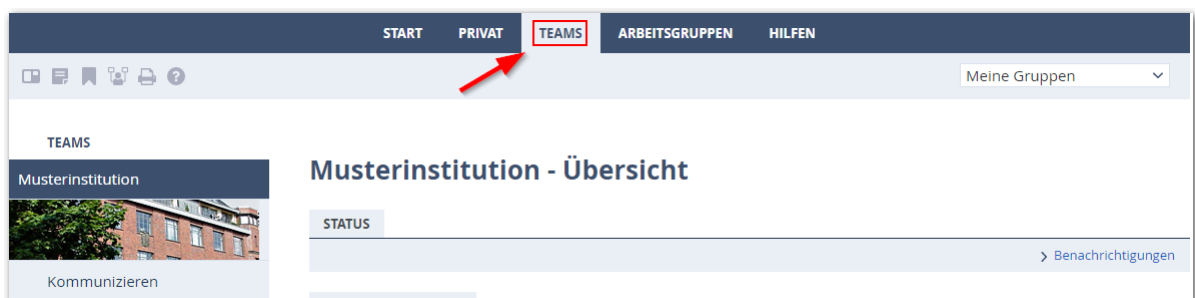 START PRIVAT TEAMS ARBEITSGRUPPEN HILFEN
Meine Gruppen
TEAMS
Musterinstitution
Kommunizieren
Musterinstitution - Übersicht
STATUS
Benachrichtigungen